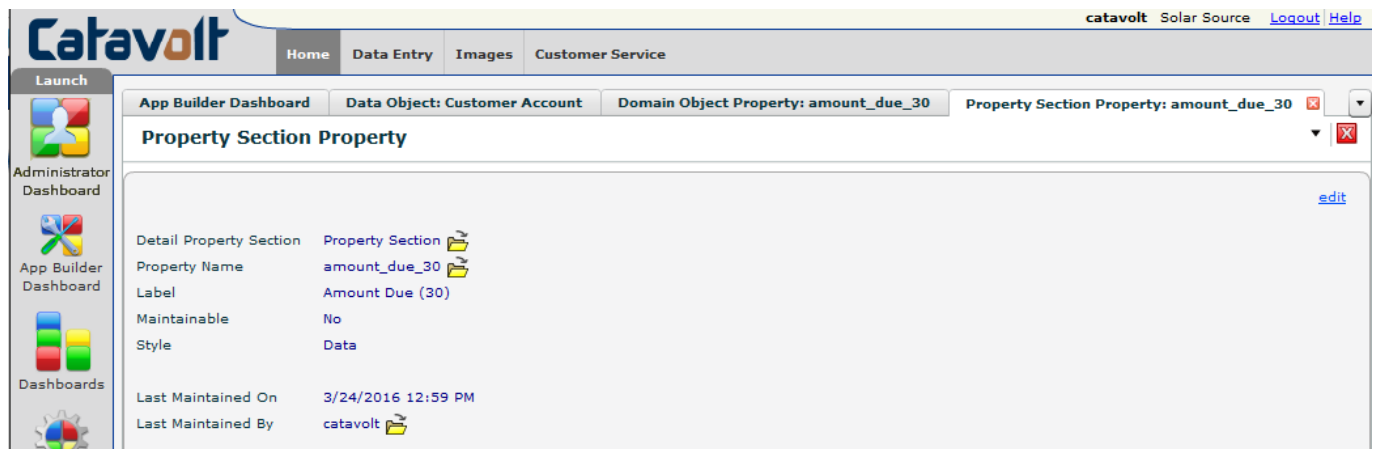 catavolt Solar Source Logout Help
Catavolt
Home Data Entry Images Customer Service
Launch
App Builder Dashboard Data Object: Customer Account Domain Object Property: amount_due_30 Property Section Property: amount_due_30
Property Section Property
Administrator
Dashboard
edit
Detail Property Section Property Section
Property Name amount_due_30
App Builder
Dashboard
Label Amount Due (30)
Maintainable No
Style Data
Dashboards
Last Maintained On 3/24/2016 12:59 PM
Last Maintained By catavolt